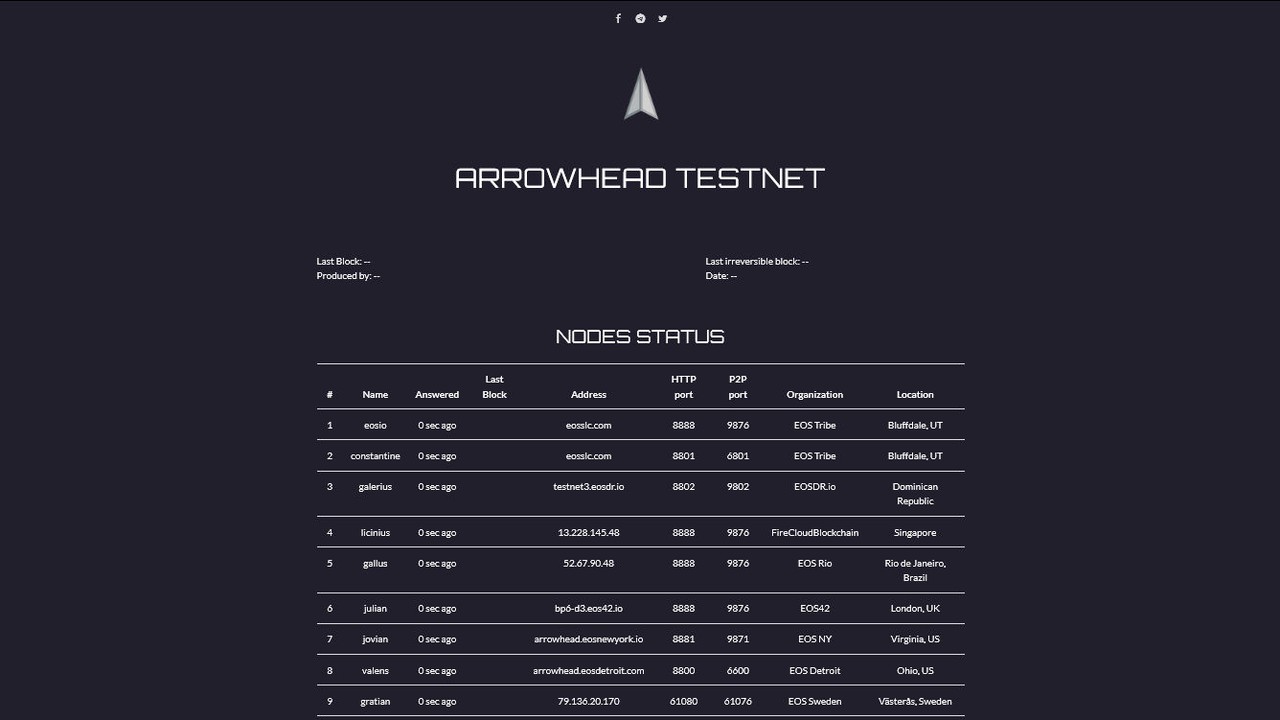 ARROWHEAD TESTNET
Last Block: -- Last irreversible block: --
Produced by: -- Date: --
NODES STATUS
# Name Answered Last Block Address HTTP port P2P port Organization Location
1 eosio 0 sec ago eosslc.com 8888 9876 EOS Tribe Bluffdale, UT
2 constantine 0 sec ago eosslc.com 8801 6801 EOS Tribe Bluffdale, UT
3 galerius 0 sec ago testnet3.eosdr.io 8802 9802 EOSDR.io Dominican Republic
4 licinius 0 sec ago 13.228.145.48 8888 9876 FireCloudBlockchain Singapore
5 gallus 0 sec ago 52.67.90.48 8888 9876 EOS Rio Rio de Janeiro, Brazil
6 julian 0 sec ago bp6-d3.eos42.io 8888 9876 EOS42 London, UK
7 jovian 0 sec ago arrowhead.eosnewyork.io 8881 9871 EOS NY Virginia, US
8 valens 0 sec ago arrowhead.eosdetroit.com 8800 6600 EOS Detroit Ohio, US
9 gratian 0 sec ago 79.136.20.170 61080 61076 EOS Sweden Västerås, Sweden